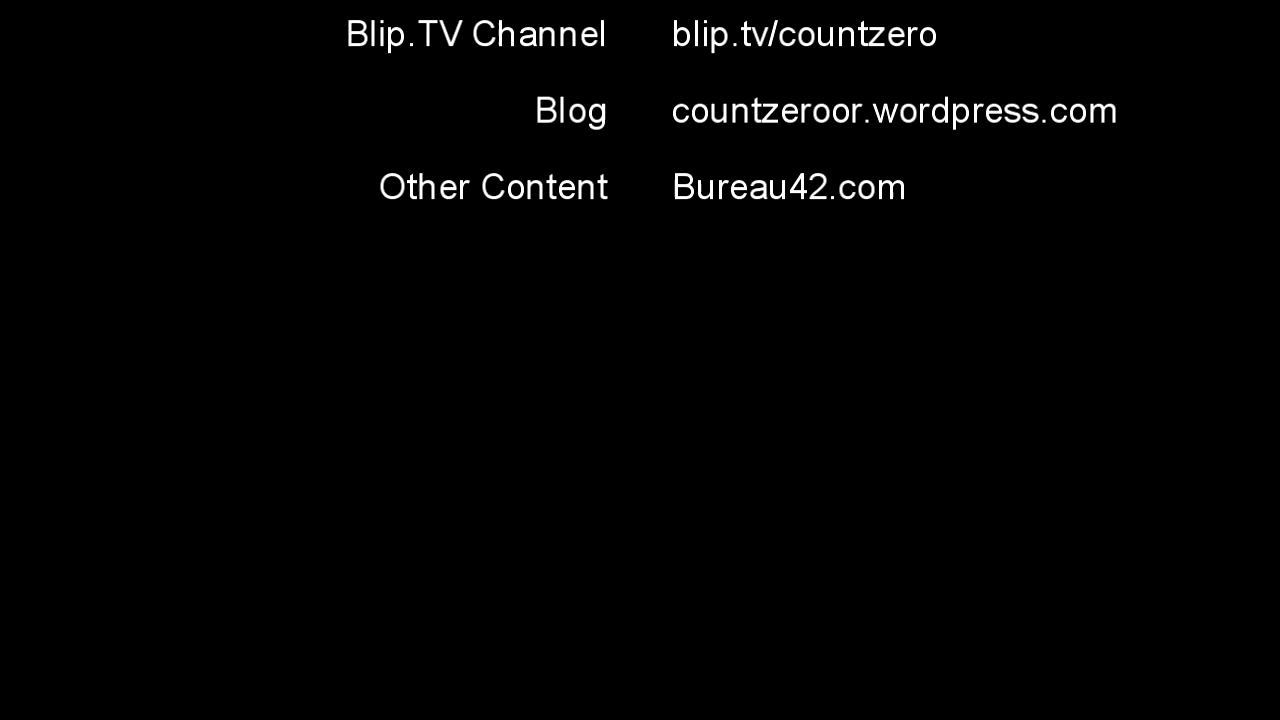 Blip.TV Channel blip.tv/countzero
Blog countzeroor.wordpress.com
Other Content Bureau42.com